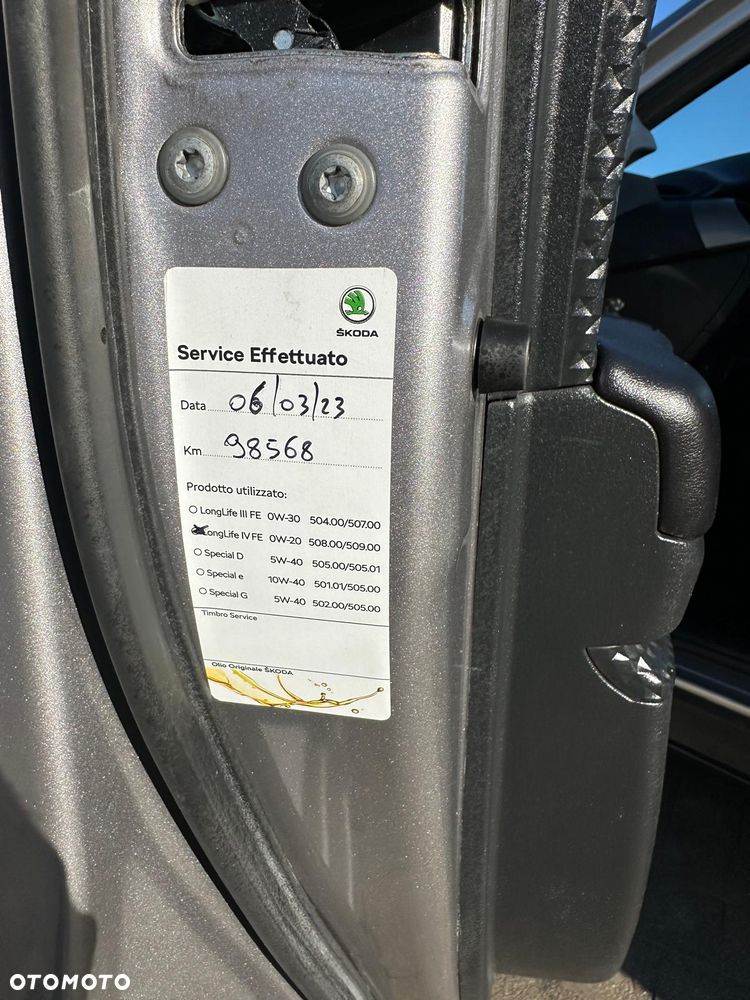 ŠKODA
Service Effettuato
Data 06/03/23
Km 98568
Prodotto utilizzato:
LongLife III FE 0W-30 504.00/507.00
LongLife IV FE 0W-20 508.00/509.00
Special D 5W-40 505.00/505.01
Special e 10W-40 501.01/505.00
Special G 5W-40 502.00/505.00
Timbro Service
Olio Originale ŠKODA
OTOMOTO